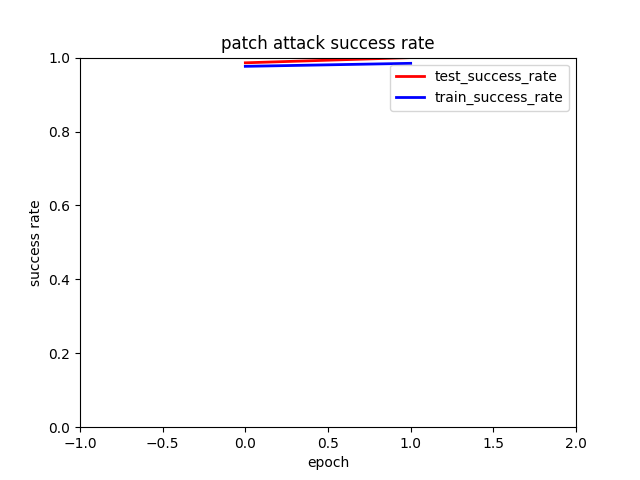 patch attack success rate
1.0
0.8
0.6
0.4
0.2
0.0
success rate
test_success_rate
train_success_rate
−1.0 −0.5 0.0 0.5 1.0 1.5 2.0
epoch